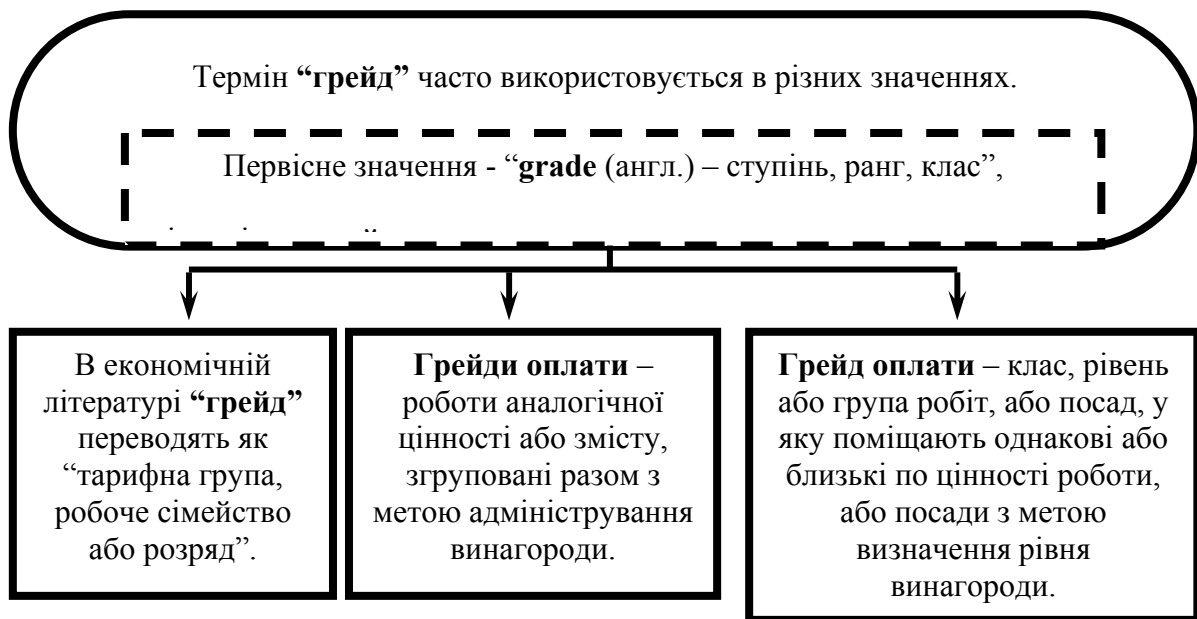 Термін “грейд” часто використовується в різних значеннях.
Первісне значення - “grade (англ.) – ступінь, ранг, клас”,
В економічній
літературі “грейд”
переводять як
“тарифна група,
робоче сімейство
або розряд”.
Грейди оплати –
роботи аналогічної
цінності або змісту,
згруповані разом з
метою адміністрування
винагороди.
Грейд оплати – клас, рівень
або група робіт, або посад, у
яку поміщають однакові або
близькі по цінності роботи,
або посади з метою
визначення рівня
винагороди.